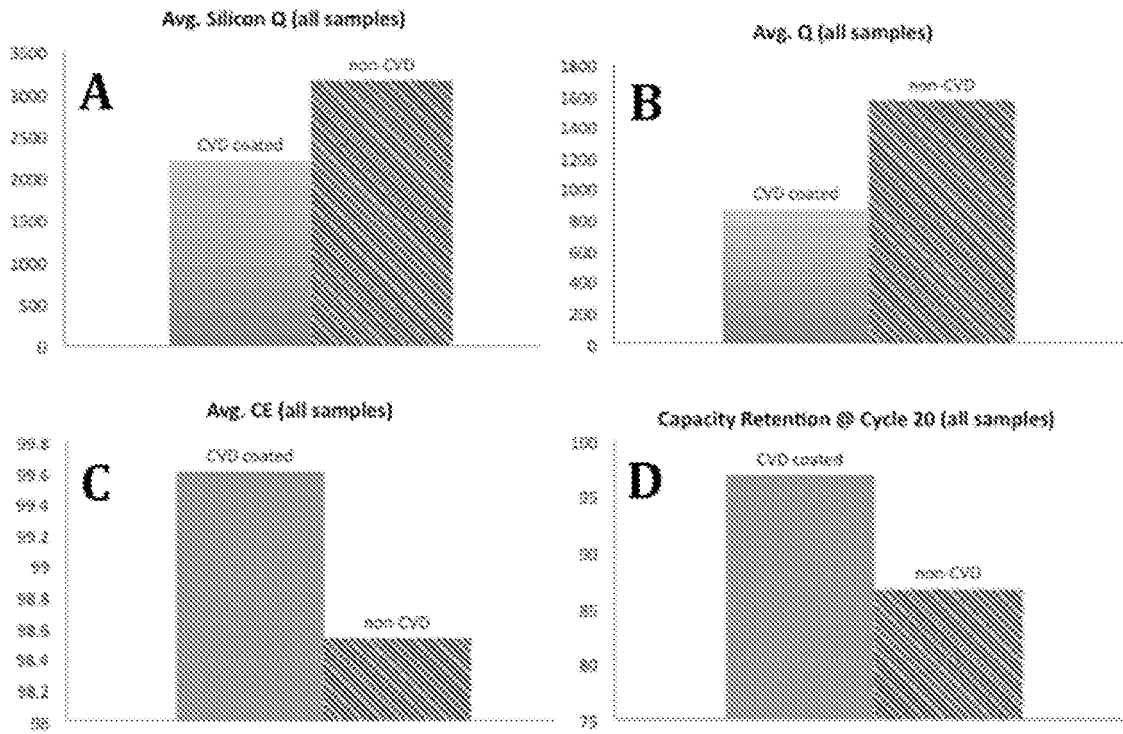 Avg. Silicon Q (all samples)
A
3500
3000
2500
2000
1500
1000
500
0
CVD coated
non-CVD
Avg. Q (all samples)
B
1800
1600
1400
1200
1000
800
600
400
200
0
CVD coated
non-CVD
Avg. CE (all samples)
C
99.8
99.6
99.4
99.2
99
98.8
98.6
98.4
98.2
98
CVD coated
non-CVD
Capacity Retention @ Cycle 20 (all samples)
D
100
95
90
85
80
75
CVD coated
non-CVD